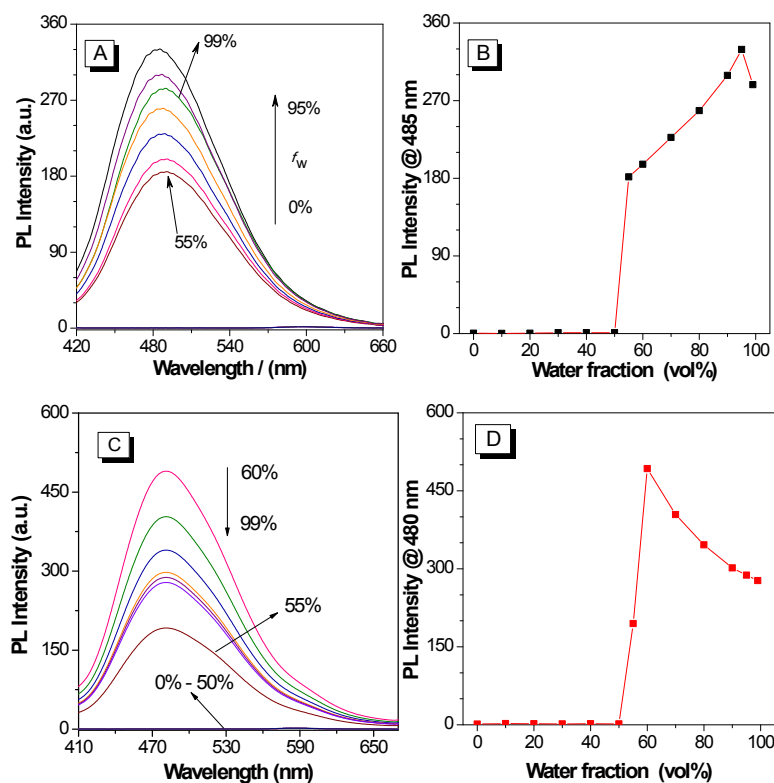 A
PL Intensity (a.u.)
360
270
180
90
0
99%
95%
fw
0%
55%
420 480 540 600 660
Wavelength / (nm)
B
PL Intensity @485 nm
360
270
180
90
0
0 20 40 60 80 100
Water fraction (vol%)
C
PL Intensity (a.u.)
600
450
300
150
0
60%
99%
55%
0% - 50%
410 470 530 590 650
Wavelength (nm)
D
PL Intensity @480 nm
600
450
300
150
0
0 20 40 60 80 100
Water fraction (vol%)